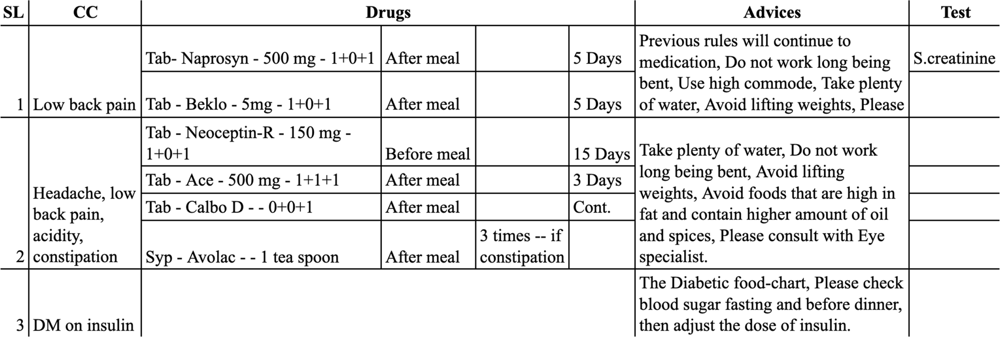 SL CC Drugs Advices Test
Tab- Naprosyn - 500 mg - 1+0+1 After meal 5 Days
Previous rules will continue to
medication, Do not work long being
bent, Use high commode, Take plenty
of water, Avoid lifting weights, Please
S.creatinine
1 Low back pain Tab - Beklo - 5mg - 1+0+1 After meal 5 Days
2
Headache, low
back pain,
acidity,
constipation
Tab - Neoceptin-R - 150 mg -
1+0+1 Before meal 15 Days
Tab - Ace - 500 mg - 1+1+1 After meal 3 Days
Tab - Calbo D - - 0+0+1 After meal Cont.
Syp - Avolac - - 1 tea spoon After meal
3 times -- if
constipation
Take plenty of water, Do not work
long being bent, Avoid lifting
weights, Avoid foods that are high in
fat and contain higher amount of oil
and spices, Please consult with Eye
specialist.
3 DM on insulin
The Diabetic food-chart, Please check
blood sugar fasting and before dinner,
then adjust the dose of insulin.